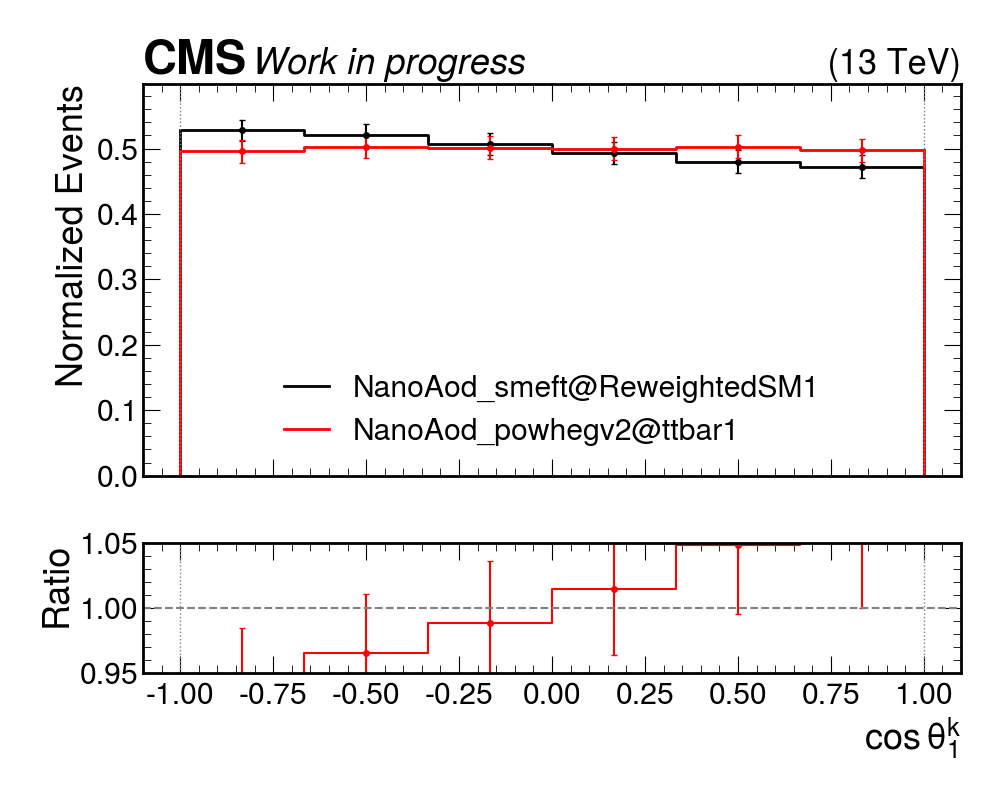 CMS Work in progress (13 TeV)
Normalized Events
0.5
0.4
0.3
0.2
0.1
0.0
NanoAod_smeft@ReweightedSM1
NanoAod_powhegv2@ttbar1
Ratio
1.05
1.00
0.95
-1.00 -0.75 -0.50 -0.25 0.00 0.25 0.50 0.75 1.00
cos θ₁ᵏ